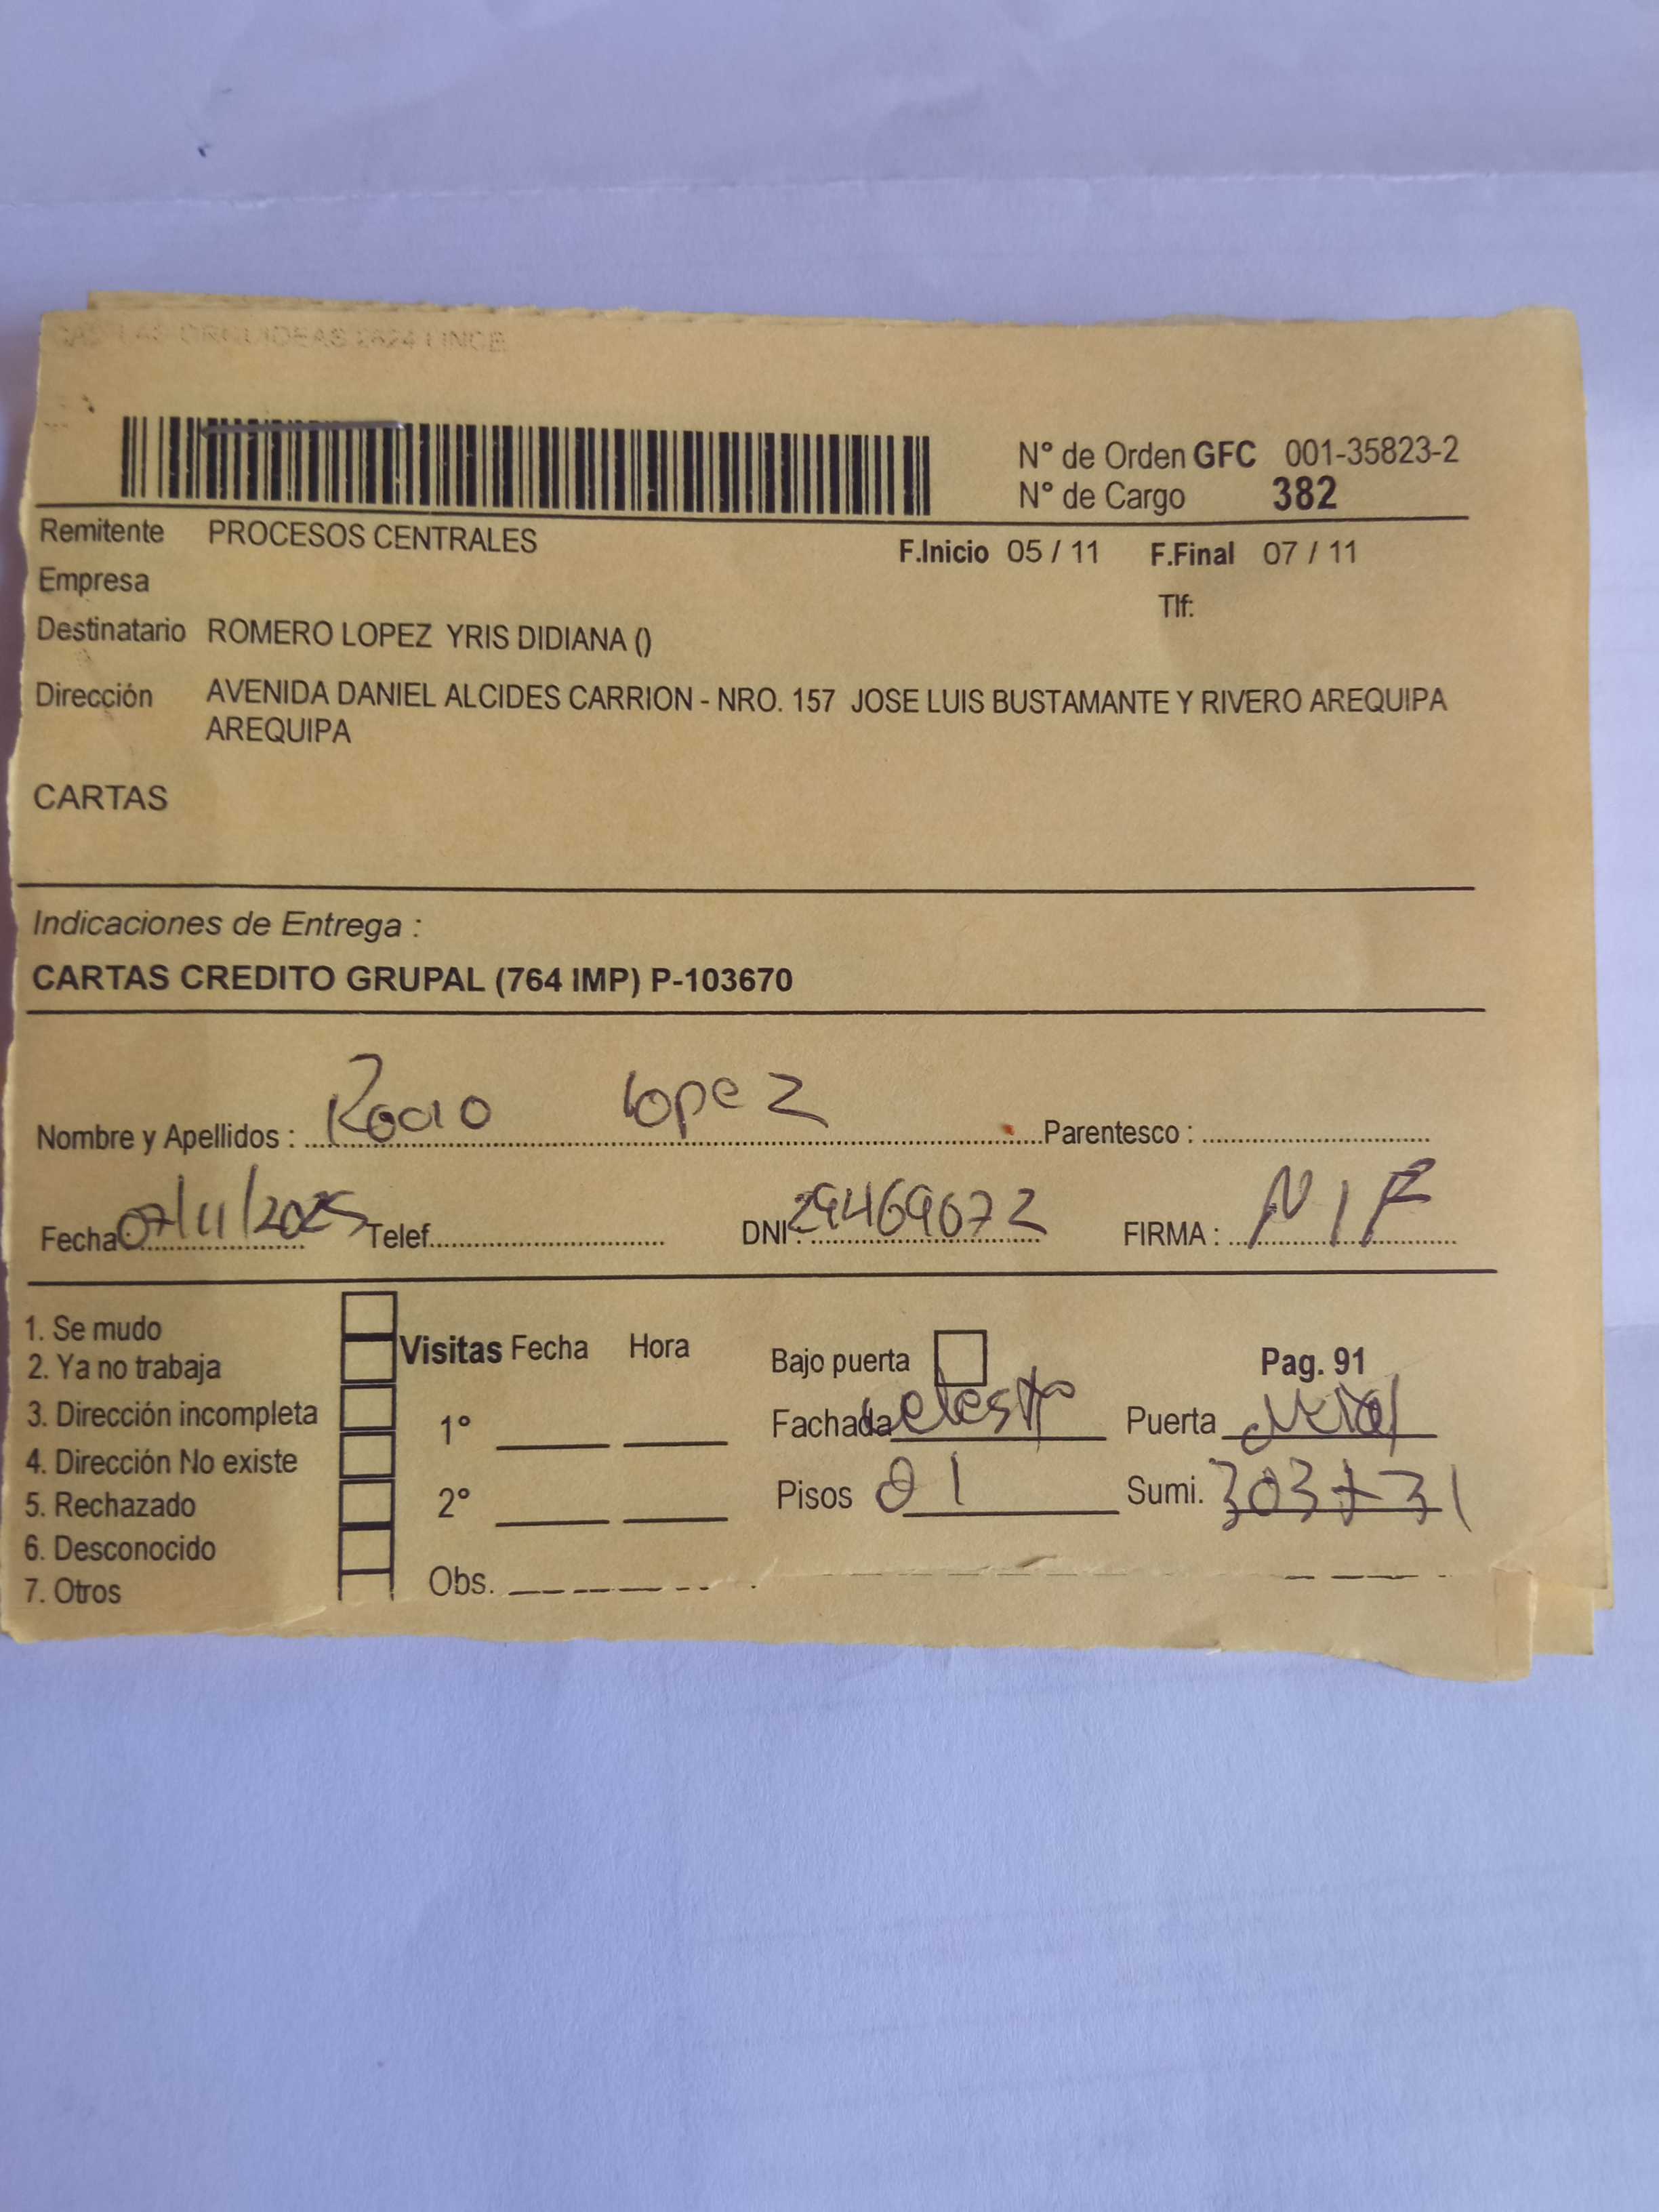 N° de Orden GFC 001-35823-2
N° de Cargo 382
Remitente PROCESOS CENTRALES
F.Inicio 05 / 11 F.Final 07 / 11
Empresa
Tlf:
Destinatario ROMERO LOPEZ YRIS DIDIANA ()
Dirección AVENIDA DANIEL ALCIDES CARRION - NRO. 157 JOSE LUIS BUSTAMANTE Y RIVERO AREQUIPA
AREQUIPA
CARTAS
Indicaciones de Entrega :
CARTAS CREDITO GRUPAL (764 IMP) P-103670
Nombre y Apellidos : Rocio Lopez Parentesco :
Fecha 07/11/2025 Telef. DNI: 29469672 FIRMA : N I F
1. Se mudo
2. Ya no trabaja
3. Dirección incompleta
4. Dirección No existe
5. Rechazado
6. Desconocido
7. Otros
Visitas Fecha Hora
1°
2°
Obs.
Bajo puerta Pag. 91
Fachada celeste Puerta
Pisos 01 Sumi. 303731